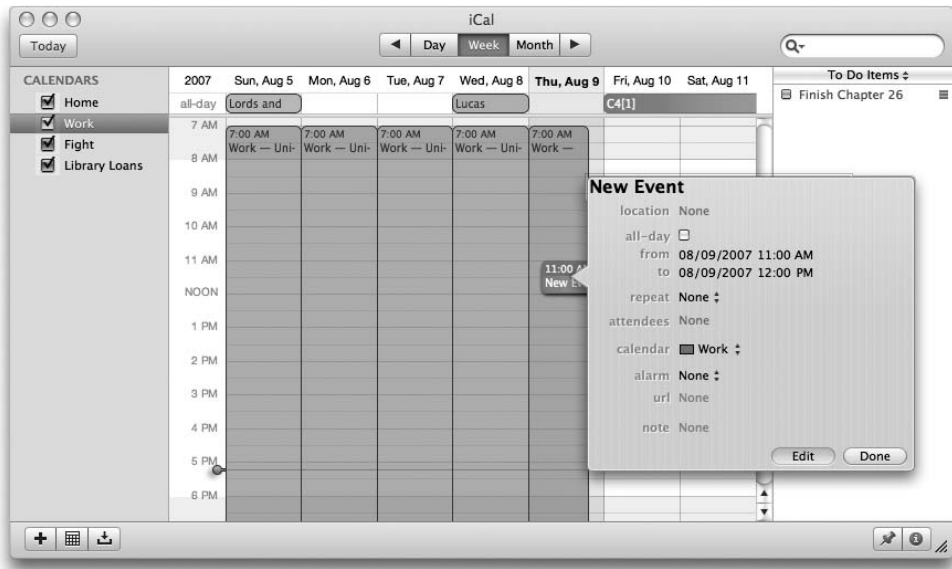 iCal
Today
Day Week Month
CALENDARS
Home
Work
Fight
Library Loans
2007 Sun, Aug 5 Mon, Aug 6 Tue, Aug 7 Wed, Aug 8 Thu, Aug 9 Fri, Aug 10 Sat, Aug 11
To Do Items
Finish Chapter 26
all-day Lords and Lucas C4[1]
7 AM
7:00 AM 7:00 AM 7:00 AM 7:00 AM 7:00 AM
Work — Uni- Work — Uni- Work — Uni- Work — Uni- Work —
8 AM
9 AM
10 AM
11 AM
11:00 A
New E
NOON
1 PM
2 PM
3 PM
4 PM
5 PM
6 PM
New Event
location None
all-day
from 08/09/2007 11:00 AM
to 08/09/2007 12:00 PM
repeat None
attendees None
calendar Work
alarm None
url None
note None
Edit Done